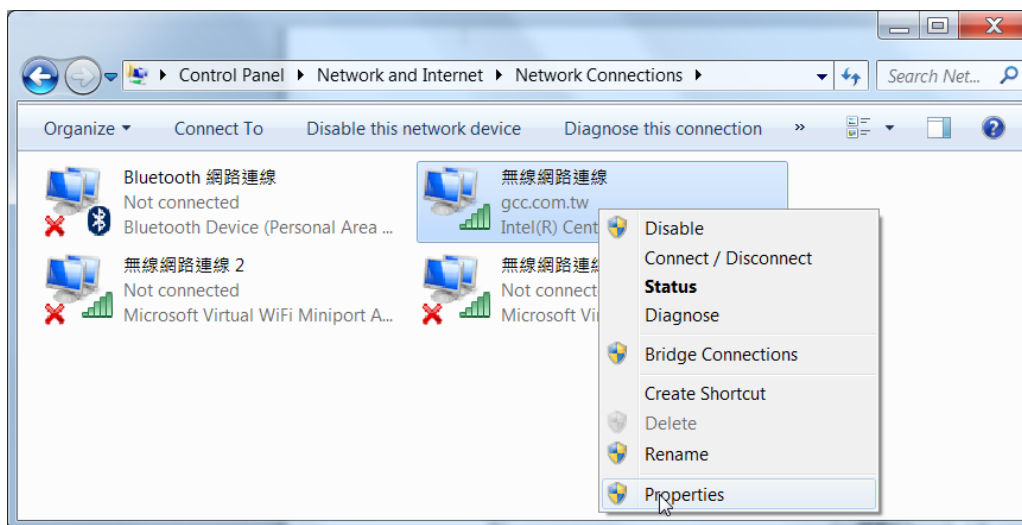 Control Panel Network and Internet Network Connections
Search Net...
Organize Connect To Disable this network device Diagnose this connection »
Bluetooth 網路連線
Not connected
Bluetooth Device (Personal Area ...
無線網路連線
gcc.com.tw
Intel(R) Cent
無線網路連線 2
Not connected
Microsoft Virtual WiFi Miniport A...
無線網路連
Not connect
Microsoft Vi
Disable
Connect / Disconnect
Status
Diagnose
Bridge Connections
Create Shortcut
Delete
Rename
Properties